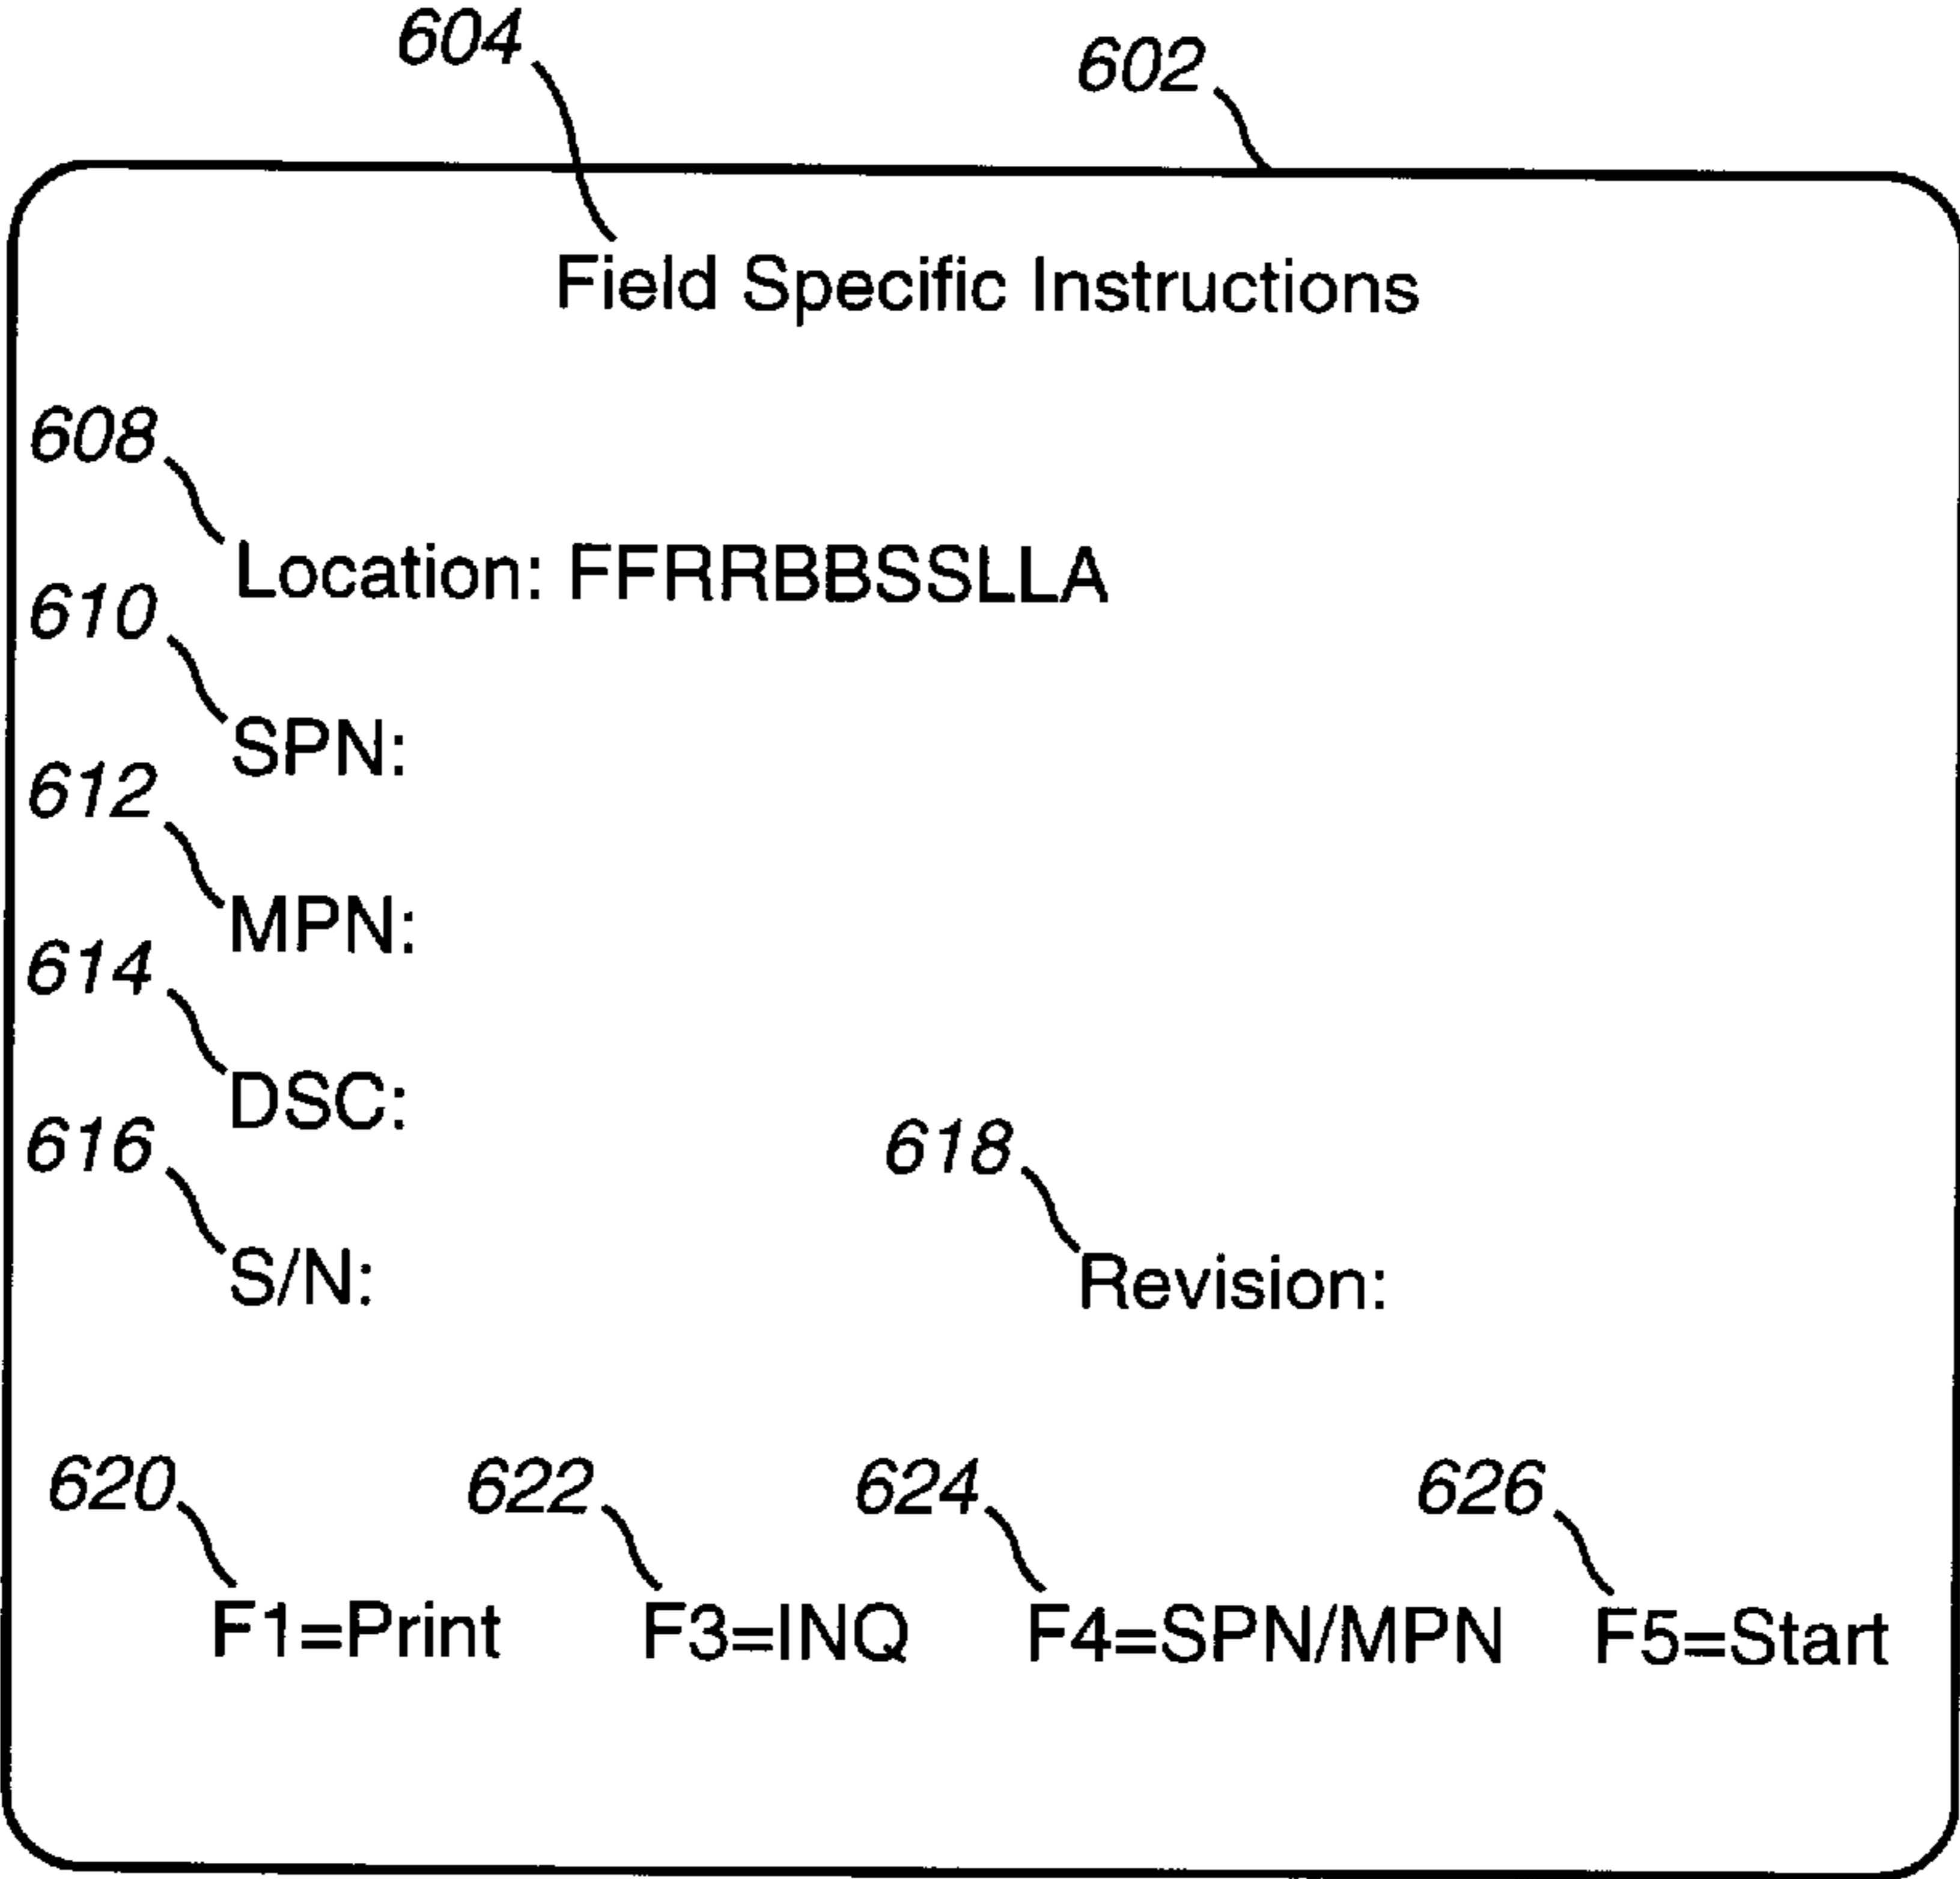 604
602
Field Specific Instructions
608
Location: FFRRBBSSLLA
610
SPN:
612
MPN:
614
DSC:
616
618
S/N:
Revision:
620 622 624 626
F1=Print F3=INQ F4=SPN/MPN F5=Start